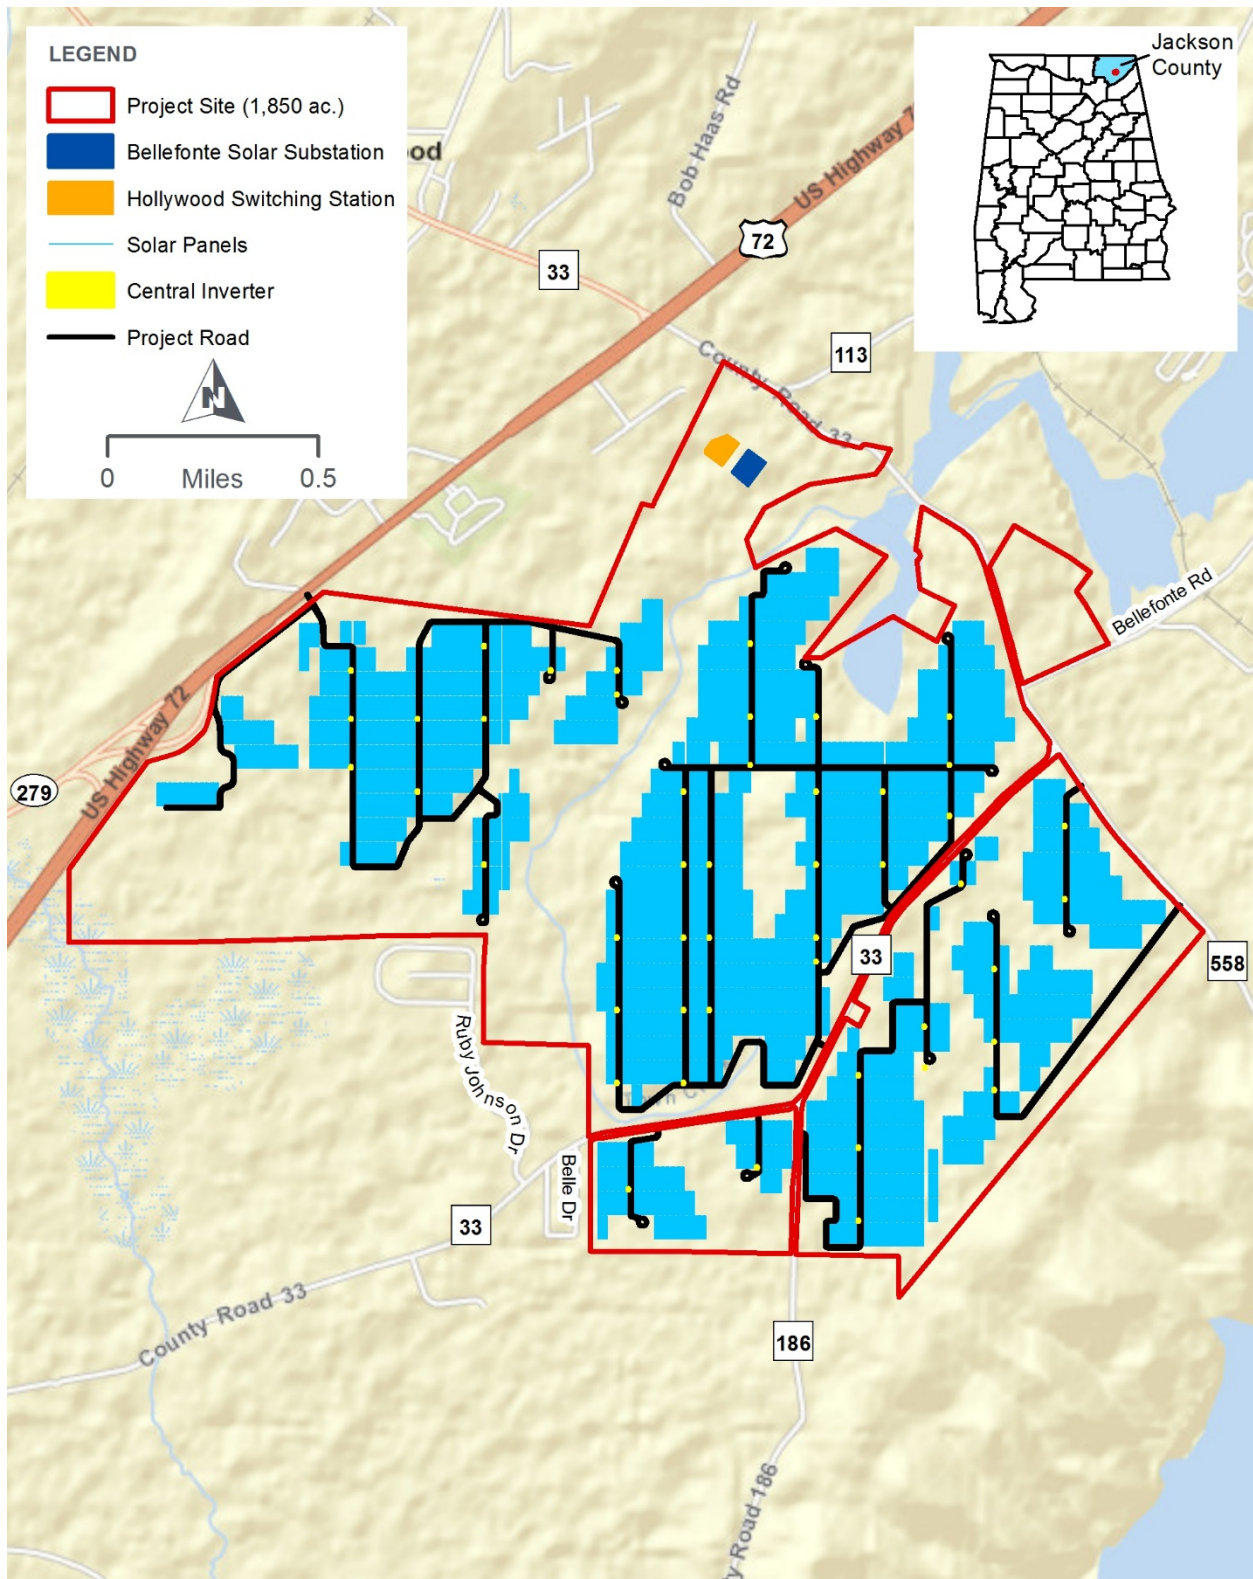 LEGEND
Project Site (1,850 ac.)
Bellefonte Solar Substation
Hollywood Switching Station
Solar Panels
Central Inverter
Project Road
N
0 Miles 0.5
Jackson
County
ood
Bob Haas Rd
US Highway 7
72
33
113
County Road 33
Bellefonte Rd
US Highway 72
279
33
558
Ruby Johnson Dr
Belle Dr
33
County Road 33
186
y Road 186